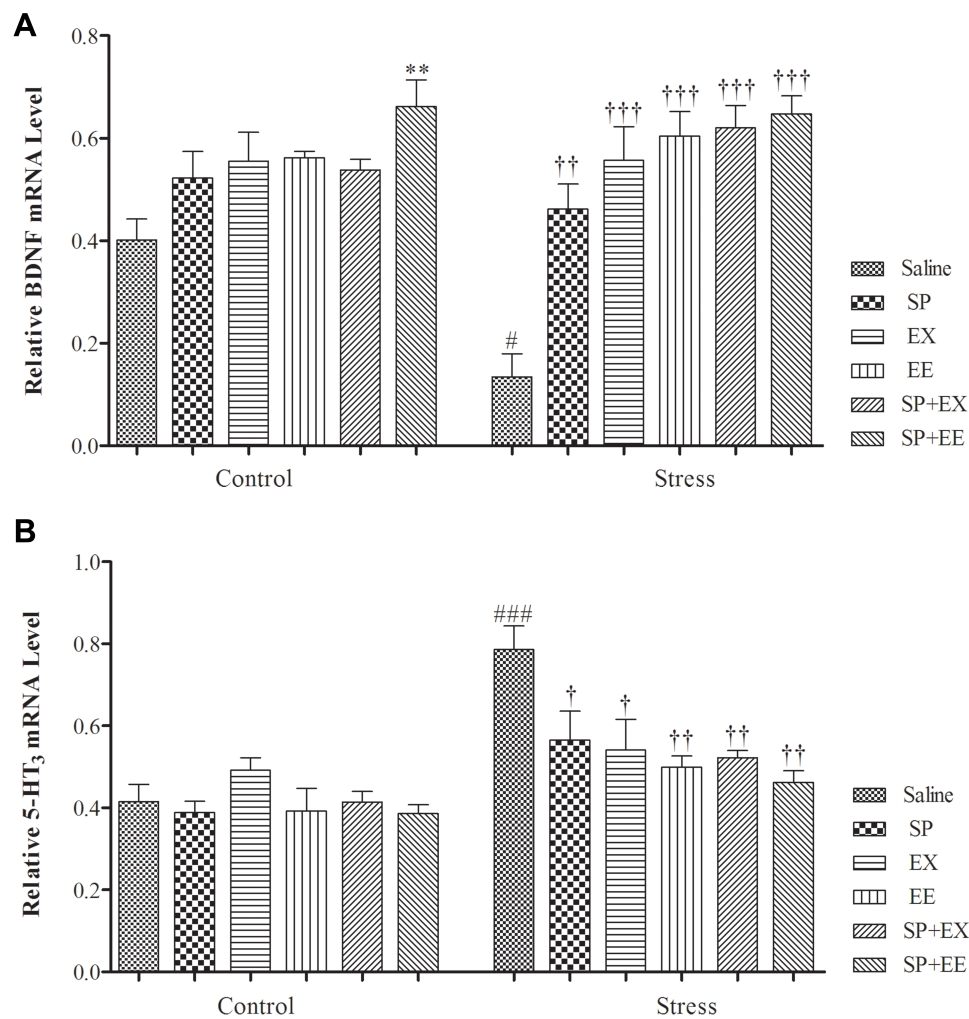 A
Relative BDNF mRNA Level
0.8
0.6
0.4
0.2
0.0
**
#
††
†††
†††
†††
†††
Control
Stress
Saline
SP
EX
EE
SP+EX
SP+EE
B
Relative 5-HT3 mRNA Level
1.0
0.8
0.6
0.4
0.2
0.0
###
†
†
††
††
††
Control
Stress
Saline
SP
EX
EE
SP+EX
SP+EE